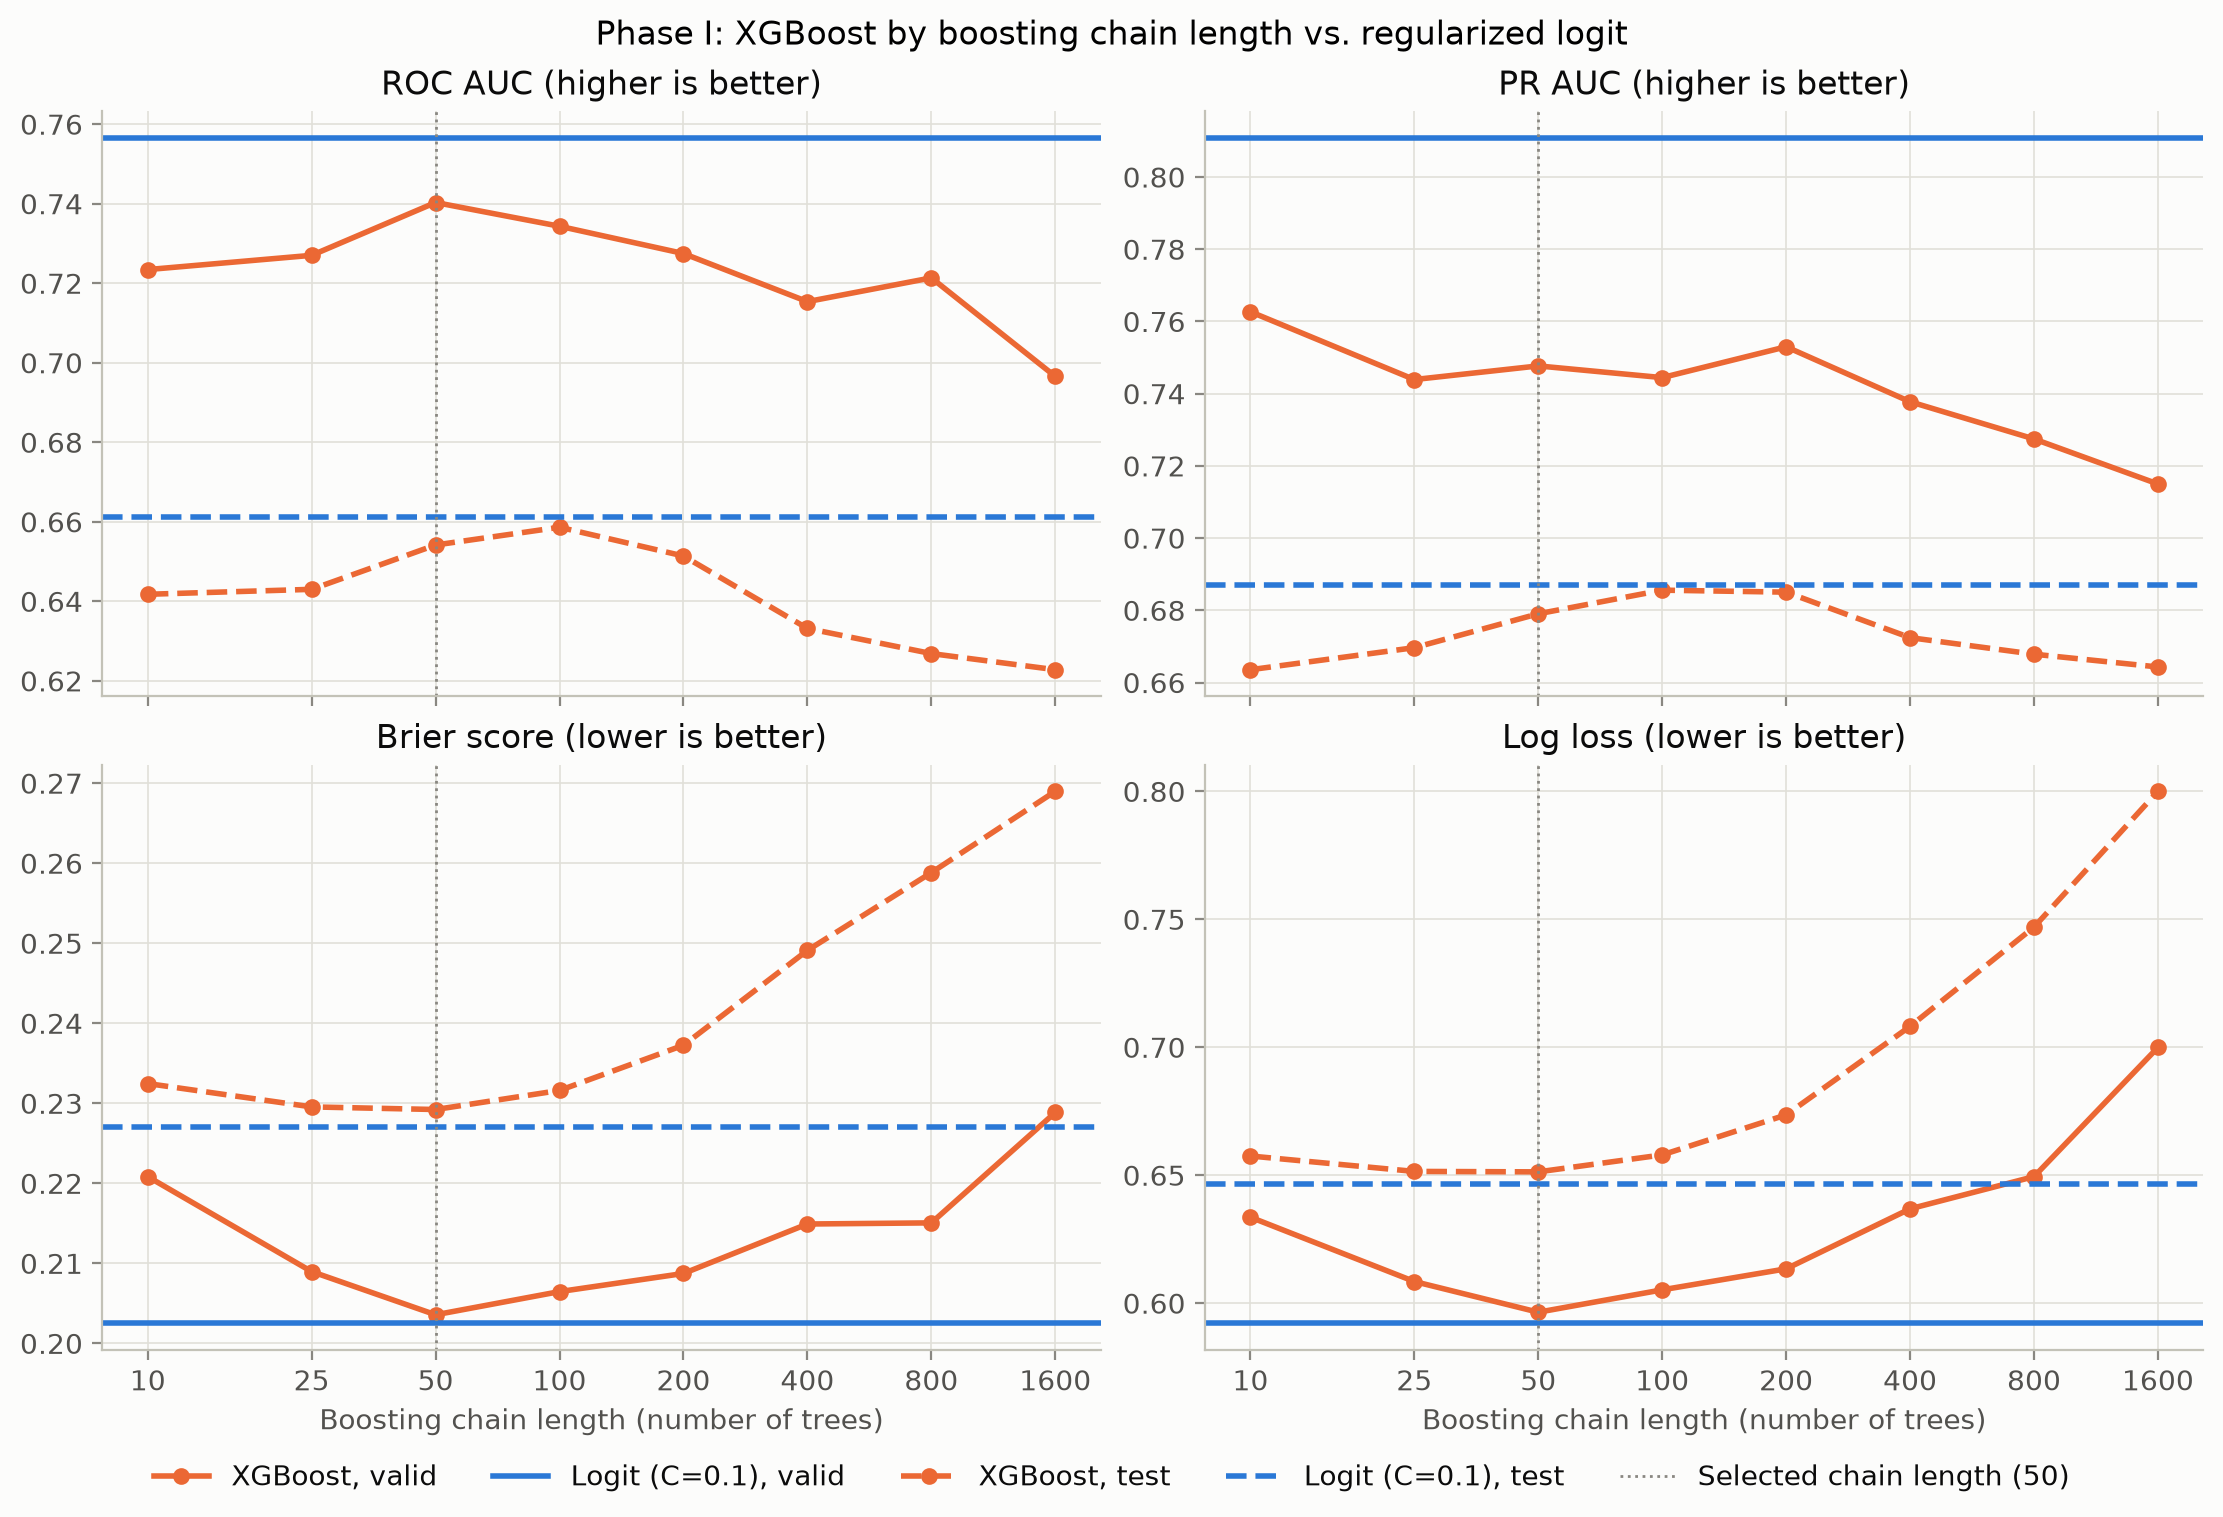 Phase I: XGBoost by boosting chain length vs. regularized logit
ROC AUC (higher is better)
0.76
0.74
0.72
0.70
0.68
0.66
0.64
0.62
PR AUC (higher is better)
0.80
0.78
0.76
0.74
0.72
0.70
0.68
0.66
Brier score (lower is better)
0.27
0.26
0.25
0.24
0.23
0.22
0.21
0.20
10 25 50 100 200 400 800 1600
Boosting chain length (number of trees)
Log loss (lower is better)
0.80
0.75
0.70
0.65
0.60
10 25 50 100 200 400 800 1600
Boosting chain length (number of trees)
XGBoost, valid Logit (C=0.1), valid XGBoost, test Logit (C=0.1), test Selected chain length (50)